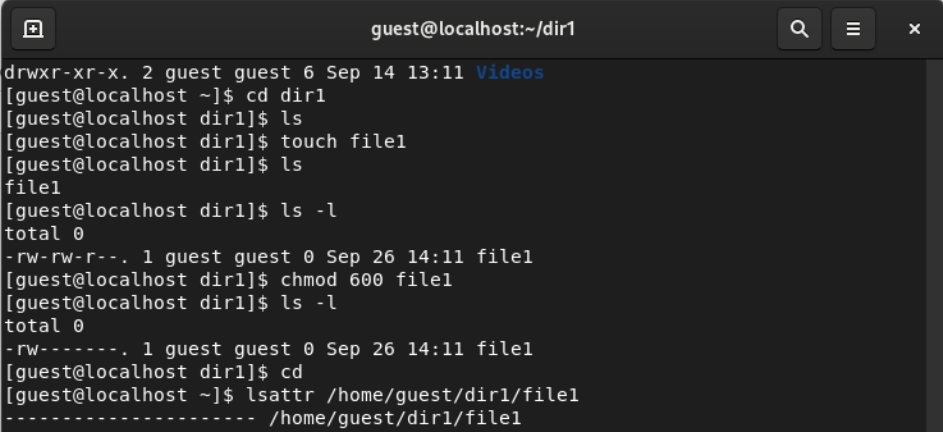 guest@localhost:~/dir1
drwxr-xr-x. 2 guest guest 6 Sep 14 13:11 Videos
[guest@localhost ~]$ cd dir1
[guest@localhost dir1]$ ls
[guest@localhost dir1]$ touch file1
[guest@localhost dir1]$ ls
file1
[guest@localhost dir1]$ ls -l
total 0
-rw-rw-r--. 1 guest guest 0 Sep 26 14:11 file1
[guest@localhost dir1]$ chmod 600 file1
[guest@localhost dir1]$ ls -l
total 0
-rw-------. 1 guest guest 0 Sep 26 14:11 file1
[guest@localhost dir1]$ cd
[guest@localhost ~]$ lsattr /home/guest/dir1/file1
---------------------- /home/guest/dir1/file1